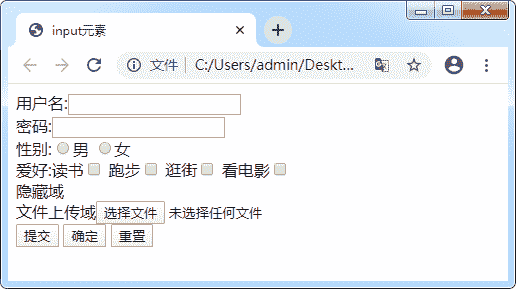 input元素
文件 C:/Users/admin/Deskt...
用户名:
密码:
性别: 男 女
爱好:读书 跑步 逛街 看电影
隐藏域
文件上传域 选择文件 未选择任何文件
提交 确定 重置